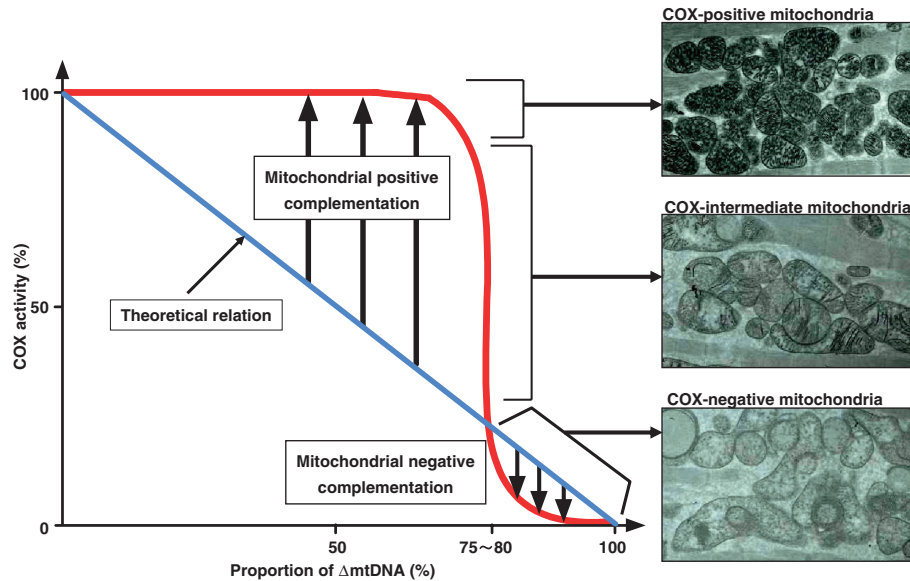 COX-positive mitochondria
100
Mitochondrial positive
complementation
COX-intermediate mitochondria
COX activity (%)
50
Theoretical relation
COX-negative mitochondria
Mitochondrial negative
complementation
0
50
75～80
100
Proportion of ΔmtDNA (%)